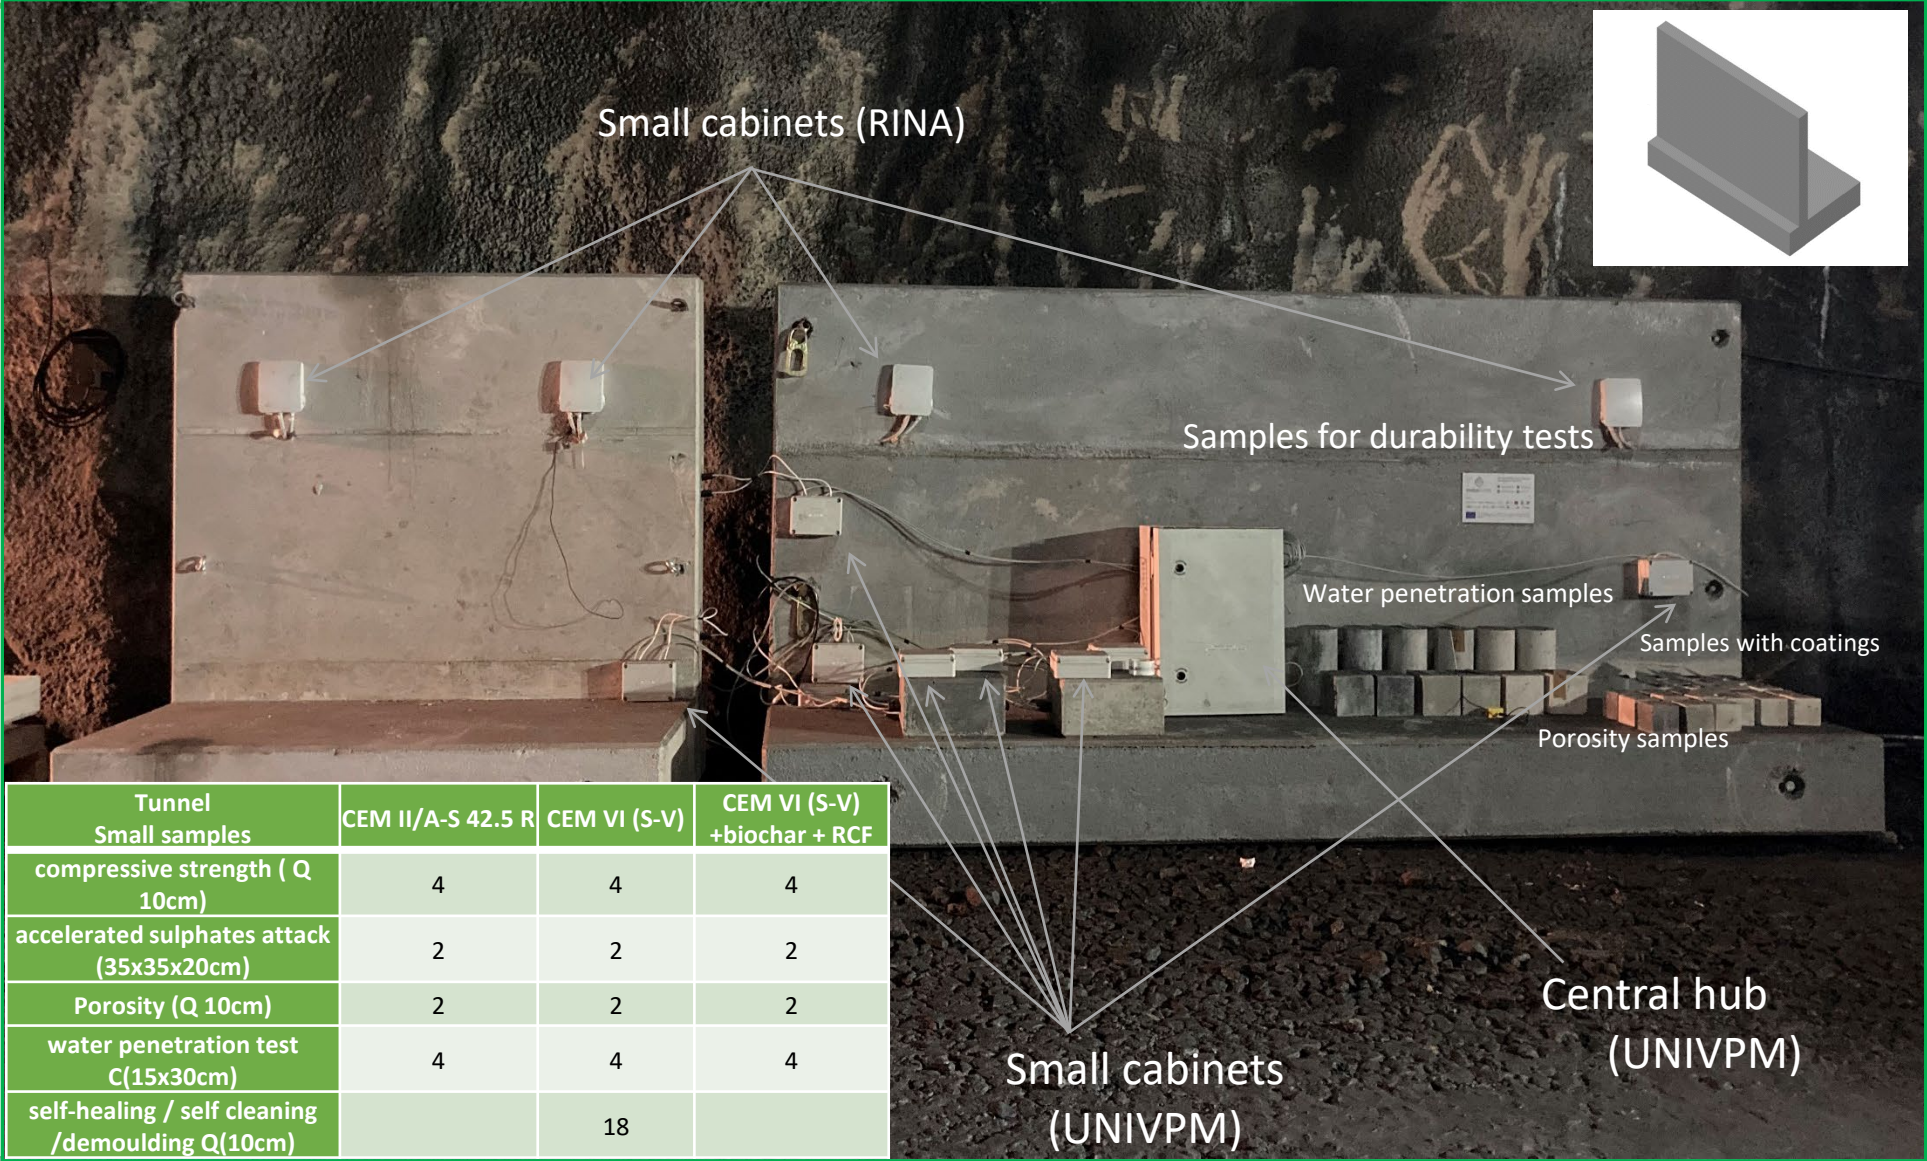 Small cabinets (RINA)
Samples for durability tests
Water penetration samples
Samples with coatings
Porosity samples
Tunnel
Small samples
CEM II/A-S 42.5 R
CEM VI (S-V)
CEM VI (S-V)
+biochar + RCF
compressive strength ( Q
10cm)
4
4
4
accelerated sulphates attack
(35x35x20cm)
2
2
2
Porosity (Q 10cm)
2
2
2
water penetration test
C(15x30cm)
4
4
4
self-healing / self cleaning
/demoulding Q(10cm)
18
Small cabinets
(UNIVPM)
Central hub
(UNIVPM)